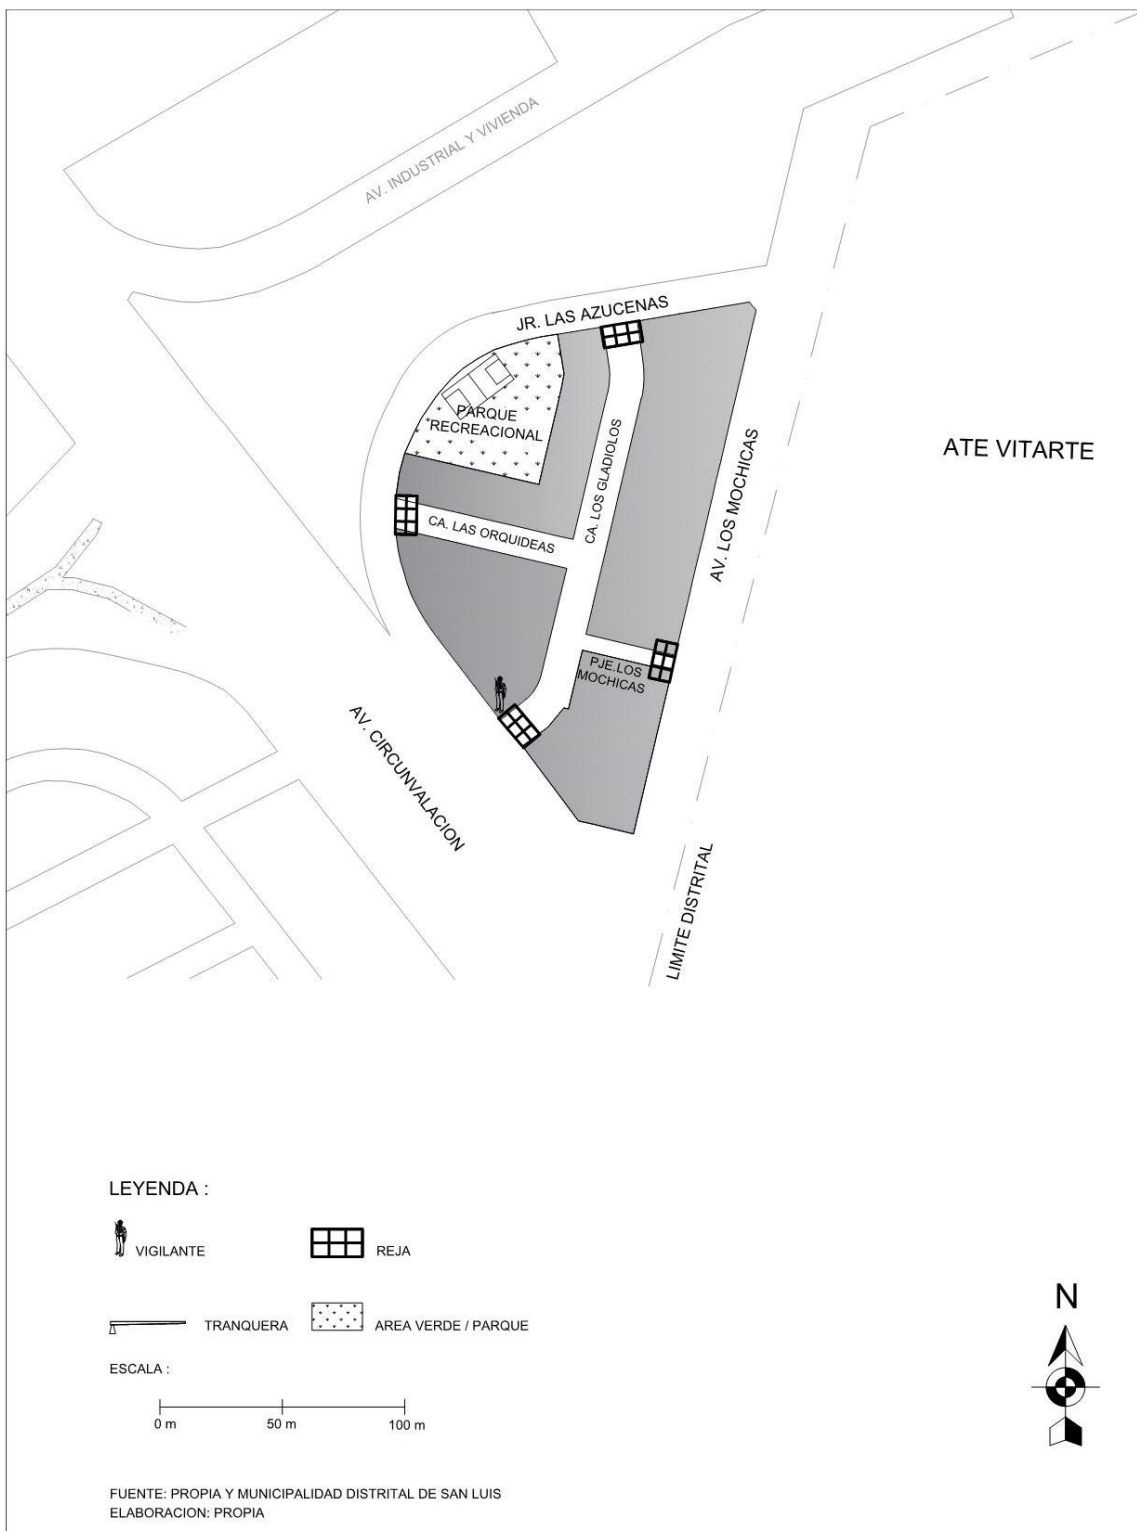 AV. INDUSTRIAL Y VIVIENDA
JR. LAS AZUCENAS
PARQUE
RECREACIONAL
ATE VITARTE
CA. LOS GLADIOLOS
AV. LOS MOCHICAS
CA. LAS ORQUIDEAS
PJE.LOS
MOCHICAS
AV. CIRCUNVALACION
LIMITE DISTRITAL
LEYENDA :
VIGILANTE
REJA
TRANQUERA
AREA VERDE / PARQUE
ESCALA :
0 m
50 m
100 m
N
FUENTE: PROPIA Y MUNICIPALIDAD DISTRITAL DE SAN LUIS
ELABORACION: PROPIA